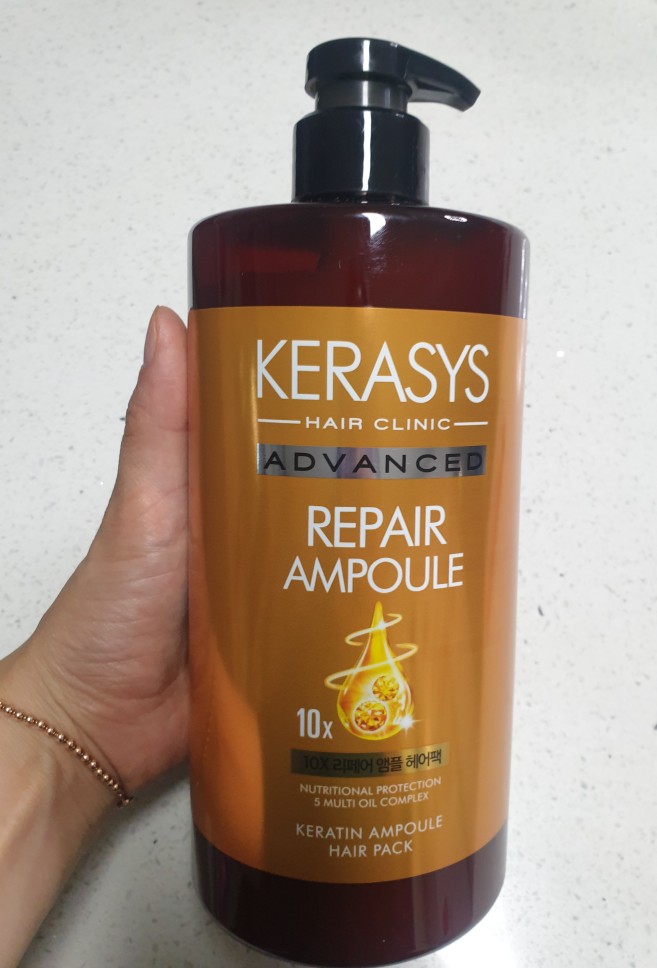 KERASYS
HAIR CLINIC
ADVANCED
REPAIR
AMPOULE
10x
10X 리페어 앰플 헤어팩
NUTRITIONAL PROTECTION
5 MULTI OIL COMPLEX
KERATIN AMPOULE
HAIR PACK